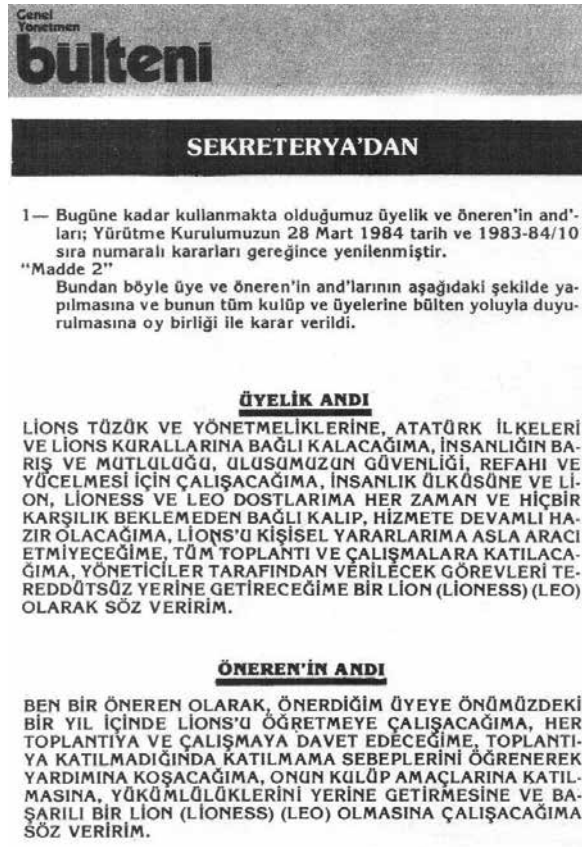 Genel
Yönetmen
bülteni
SEKRETERYA'DAN
1— Bugüne kadar kullanmakta olduğumuz üyelik ve öneren'in and'-
ları; Yürütme Kurulumuzun 28 Mart 1984 tarih ve 1983-84/10
sıra numaralı kararları gereğince yenilenmiştir.
"Madde 2"
Bundan böyle üye ve öneren'in and'larının aşağıdaki şekilde ya-
pılmasına ve bunun tüm kulüp ve üyelerine bülten yoluyla duyu-
rulmasına oy birliği ile karar verildi.
ÜYELİK ANDI
LİONS TÜZÜK VE YÖNETMELİKLERİNE, ATATÜRK İLKELERİ
VE LİONS KURALLARINA BAĞLI KALACAĞIMA, İNSANLIĞIN BA-
RIŞ VE MUTLULUĞU, ULUSUMUZUN GÜVENLİĞİ, REFAHI VE
YÜCELMESİ İÇİN ÇALIŞACAĞIMA, İNSANLIK ÜLKÜSÜNE VE Lİ-
ON, LİONESS VE LEO DOSTLARIMA HER ZAMAN VE HİÇBİR
KARŞILIK BEKLEMEDEN BAĞLI KALIP, HİZMETE DEVAMLI HA-
ZIR OLACAĞIMA, LİONS'U KİŞİSEL YARARLARIMA ASLA ARACI
ETMİYECEĞİME, TÜM TOPLANTI VE ÇALIŞMALARA KATILACA-
ĞIMA, YÖNETİCİLER TARAFINDAN VERİLECEK GÖREVLERİ TE-
REDDÜTSÜZ YERİNE GETİRECEĞİME BİR LİON (LİONESS) (LEO)
OLARAK SÖZ VERİRİM.
ÖNEREN'İN ANDI
BEN BİR ÖNEREN OLARAK, ÖNERDİĞİM ÜYEYE ÖNÜMÜZDEKİ
BİR YIL İÇİNDE LİONS'U ÖĞRETMEYE ÇALIŞACAĞIMA, HER
TOPLANTIYA VE ÇALIŞMAYA DAVET EDECEĞİME, TOPLANTI-
YA KATILMADIĞINDA KATILMAMA SEBEPLERİNİ ÖĞRENEREK
YARDIMINA KOŞACAĞIMA, ONUN KULÜP AMAÇLARINA KATIL-
MASINA, YÜKÜMLÜLÜKLERİNİ YERİNE GETİRMESİNE VE BA-
ŞARILI BİR LİON (LİONESS) (LEO) OLMASINA ÇALIŞACAĞIMA
SÖZ VERİRİM.